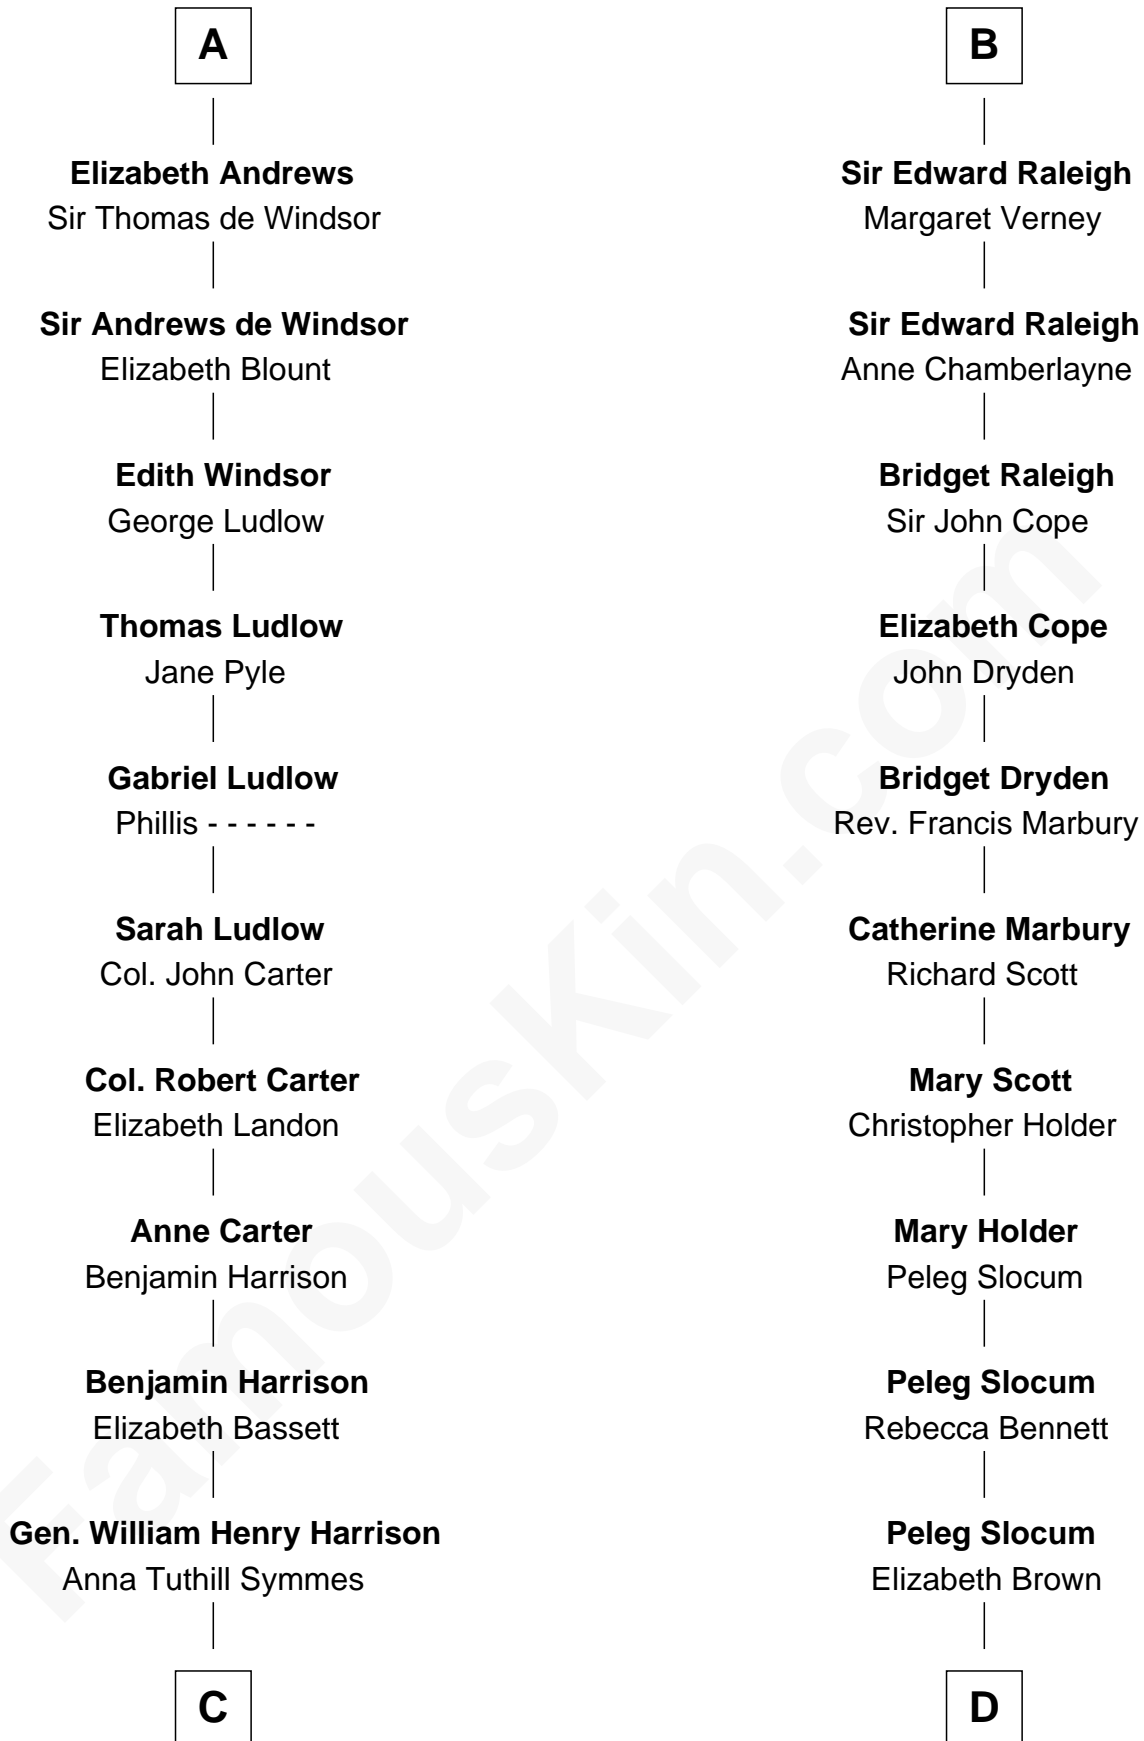 A
Elizabeth Andrews
Sir Thomas de Windsor
Sir Andrews de Windsor
Elizabeth Blount
Edith Windsor
George Ludlow
Thomas Ludlow
Jane Pyle
Gabriel Ludlow
Phillis - - - - - -
Sarah Ludlow
Col. John Carter
Col. Robert Carter
Elizabeth Landon
Anne Carter
Benjamin Harrison
Benjamin Harrison
Elizabeth Bassett
Gen. William Henry Harrison
Anna Tuthill Symmes
C
B
Sir Edward Raleigh
Margaret Verney
Sir Edward Raleigh
Anne Chamberlayne
Bridget Raleigh
Sir John Cope
Elizabeth Cope
John Dryden
Bridget Dryden
Rev. Francis Marbury
Catherine Marbury
Richard Scott
Mary Scott
Christopher Holder
Mary Holder
Peleg Slocum
Peleg Slocum
Rebecca Bennett
Peleg Slocum
Elizabeth Brown
D
FamousKin.com